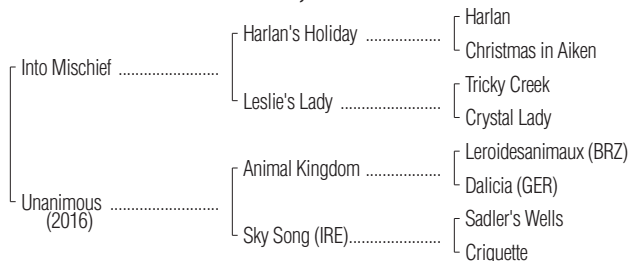 Harlan
Harlan's Holiday ..................
Christmas in Aiken
Into Mischief ........................
Tricky Creek
Leslie's Lady ........................
Crystal Lady
Leroidesanimaux (BRZ)
Animal Kingdom ..................
Dalicia (GER)
Unanimous ..........................
(2016)
Sadler's Wells
Sky Song (IRE)......................
Criquette